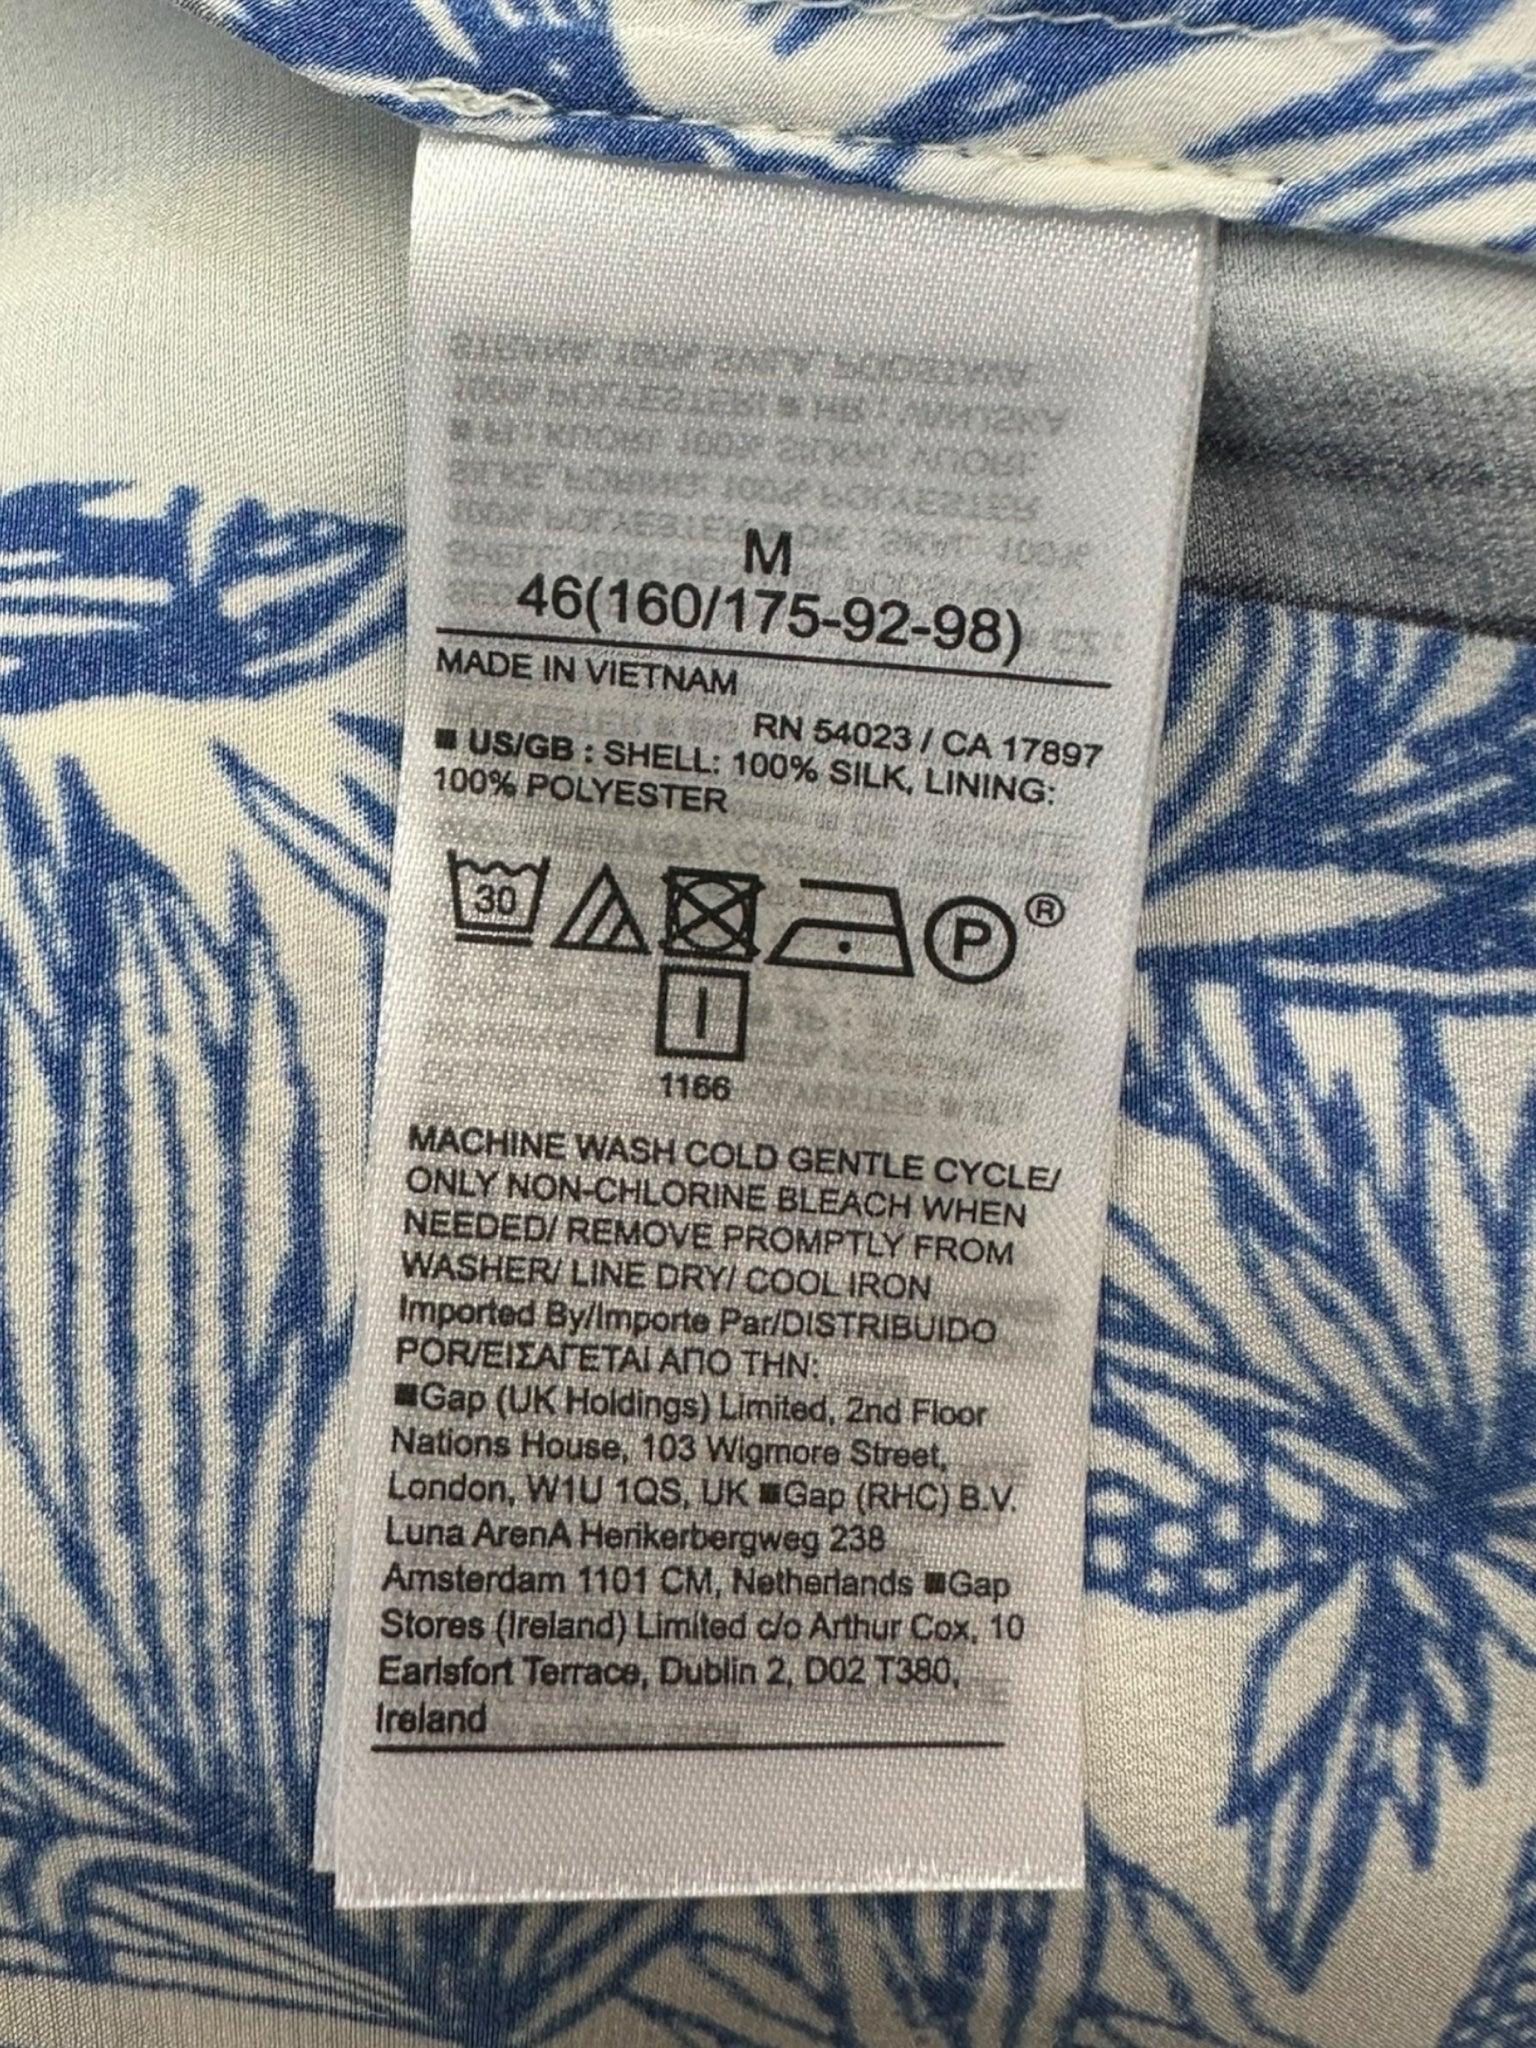 M
46(160/175-92-98)
MADE IN VIETNAM
RN 54023 / CA 17897
■ US/GB : SHELL: 100% SILK, LINING:
100% POLYESTER
30 P ®
1166
MACHINE WASH COLD GENTLE CYCLE/
ONLY NON-CHLORINE BLEACH WHEN
NEEDED/ REMOVE PROMPTLY FROM
WASHER/ LINE DRY/ COOL IRON
Imported By/Importe Par/DISTRIBUIDO
POR/ΕΙΣΑΓΕΤΑΙ ΑΠΟ ΤΗΝ:
■Gap (UK Holdings) Limited, 2nd Floor
Nations House, 103 Wigmore Street,
London, W1U 1QS, UK ■Gap (RHC) B.V.
Luna ArenA Herikerbergweg 238
Amsterdam 1101 CM, Netherlands ■Gap
Stores (Ireland) Limited c/o Arthur Cox, 10
Earlsfort Terrace, Dublin 2, D02 T380,
Ireland